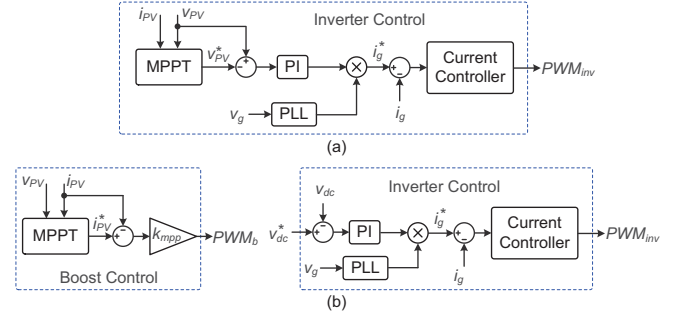 i_PV v_PV
Inverter Control
MPPT v*_PV - + PI × i*_g + - Current Controller PWM_inv
v_g PLL i_g
(a)
v_PV i_PV
MPPT i*_PV + - k_mpp PWM_b
Boost Control
v_dc Inverter Control
v*_dc + - PI × i*_g + - Current Controller PWM_inv
v_g PLL i_g
(b)